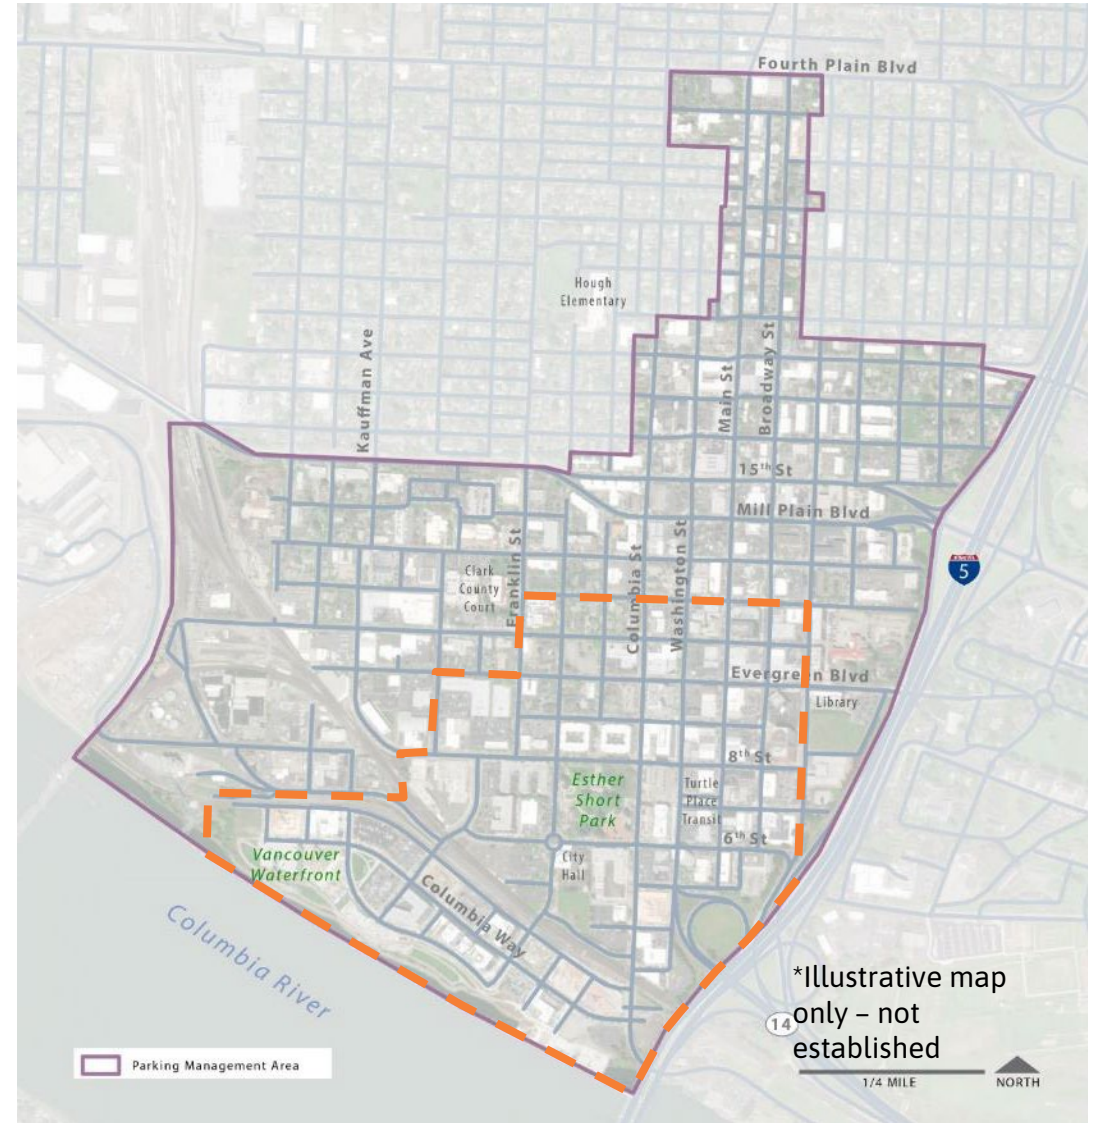 Fourth Plain Blvd
Hough
Elementary
Kauffman Ave
Main St
Broadway St
15th St
Mill Plain Blvd
Franklin St
Columbia St
Washington St
Clark
County
Court
5
Evergreen Blvd
Library
8th St
Esther
Short
Park
Turtle
Place
Transit
6th St
City
Hall
Vancouver
Waterfront
Columbia Way
Columbia River
*Illustrative map
only – not
established
14
Parking Management Area
1/4 MILE
NORTH